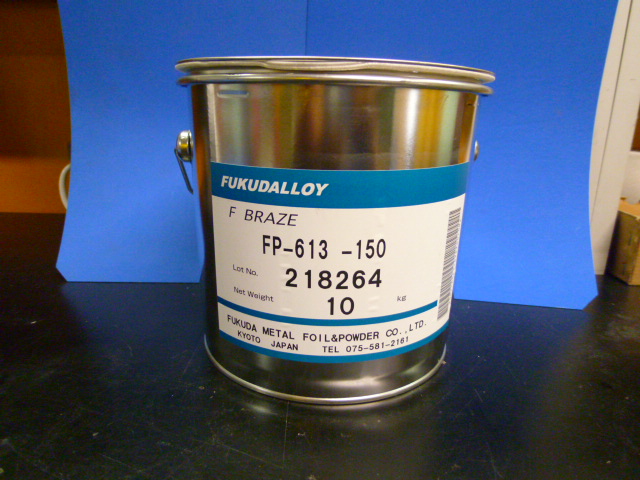 FUKUDALLOY
F BRAZE
FP-613 -150
Lot No. 218264
Net Weight 10 kg
FUKUDA METAL FOIL&POWDER CO.,LTD.
KYOTO JAPAN TEL 075-581-2161